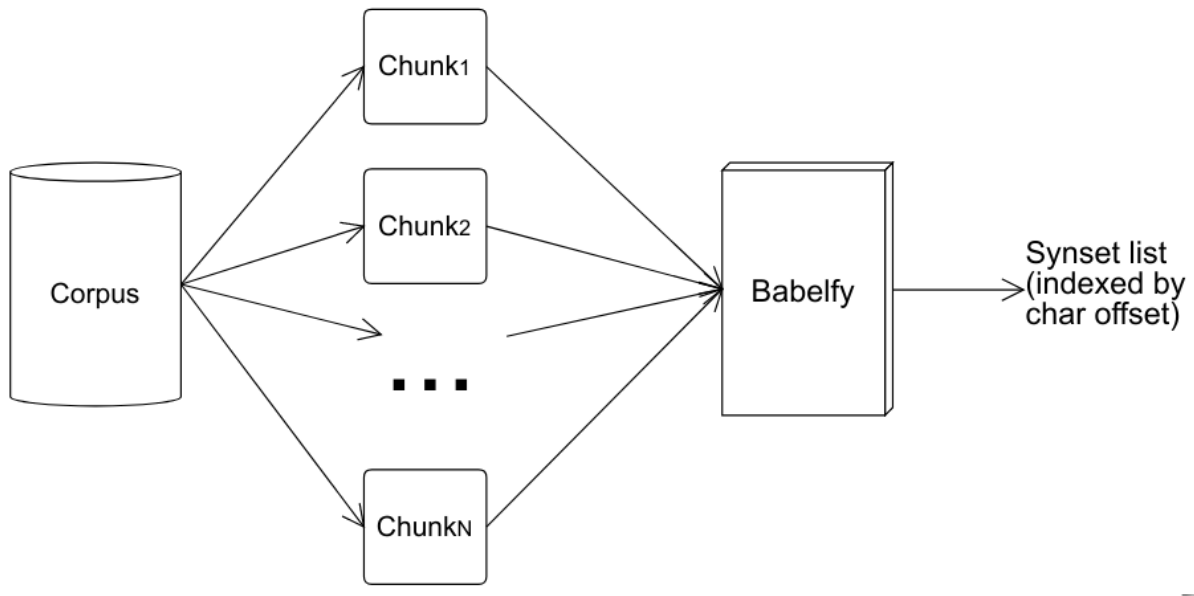 Chunk1
Chunk2
Corpus
Babelfy
Synset list
(indexed by
char offset)
...
ChunkN